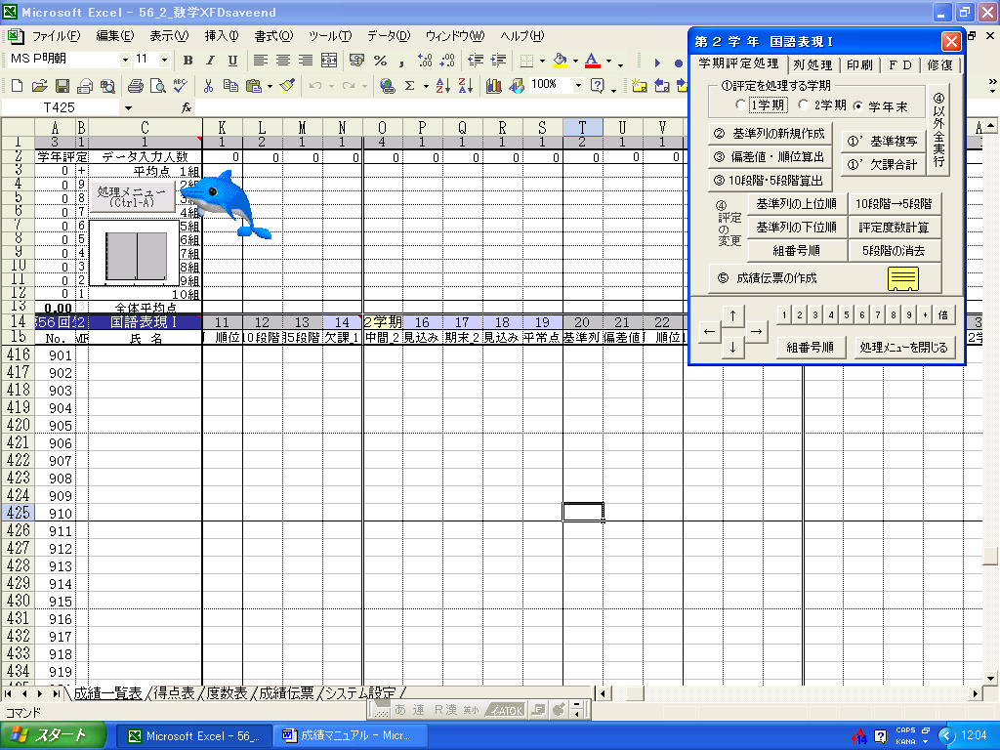 Microsoft Excel - 56_2_数学XFDsaveend
ファイル(F) 編集(E) 表示(V) 挿入(I) 書式(O) ツール(T) データ(D) ウィンドウ(W) ヘルプ(H)
MS P明朝 11 B I U
100%
T425 fx
A B C K L M N O P Q R S T U V
1 3 1 1 1 2 1 1 4 1 1 1 1 2 1 1
2 学年評定 データ入力人数 0 0 0 0 0 0 0 0 0 0 0 0
3 0 + 平均点 1組
4 0 9 2組
5 0 8
6 0 7 4組
7 0 6 5組
8 0 5 6組
9 0 4 7組
10 0 3 8組
11 0 2 9組
12 0 1 10組
13 0.00 0 全体平均点
処理メニュー
(Ctrl-A)
14 56回 2 国語表現Ⅰ 11 12 13 14 2学期 16 17 18 19 20 21 22
15 No. 氏 名 順位 10段階 5段階 欠課_1 中間_2 見込み 期末_2 見込み 平常点 基準列 偏差値 順位
416 901
417 902
418 903
419 904
420 905
421 906
422 907
423 908
424 909
425 910
426 911
427 912
428 913
429 914
430 915
431 916
432 917
433 918
434 919
成績一覧表 得点表 度数表 成績伝票 システム設定
コマンド
あ 連 R漢 英小 ATOK
スタート Microsoft Excel - 56_... 成績マニュアル - Micr...
14 CAPS KANA 12:04
第２学年 国語表現Ⅰ
学期評定処理 列処理 印刷 ＦＤ 修復
①評定を処理する学期
1学期 2学期 学年末
② 基準列の新規作成
③ 偏差値・順位算出
③ 10段階・5段階算出
①’ 基準複写
①’ 欠課合計
④以外全実行
④評定の変更
基準列の上位順 10段階→5段階
基準列の下位順 評定度数計算
組番号順 5段階の消去
⑤ 成績伝票の作成
↑ ← → ↓
1 2 3 4 5 6 7 8 9 + 倍
組番号順 処理メニューを閉じる